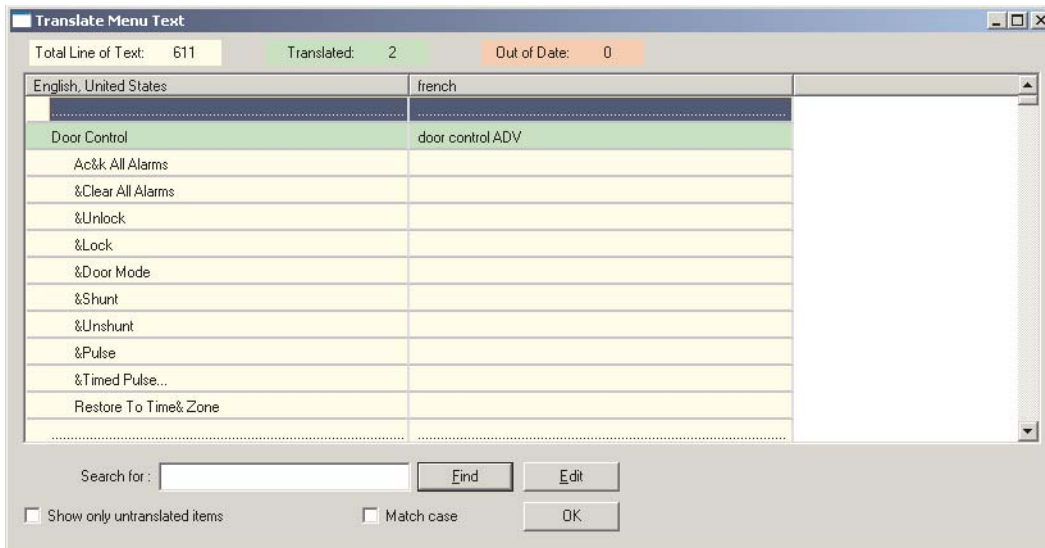 Translate Menu Text
Total Line of Text: 611 Translated: 2 Out of Date: 0
English, United States french
Door Control door control ADV
Ac&k All Alarms
&Clear All Alarms
&Unlock
&Lock
&Door Mode
&Shunt
&Unshunt
&Pulse
&Timed Pulse...
Restore To Time& Zone
Search for : Find Edit
Show only untranslated items Match case OK